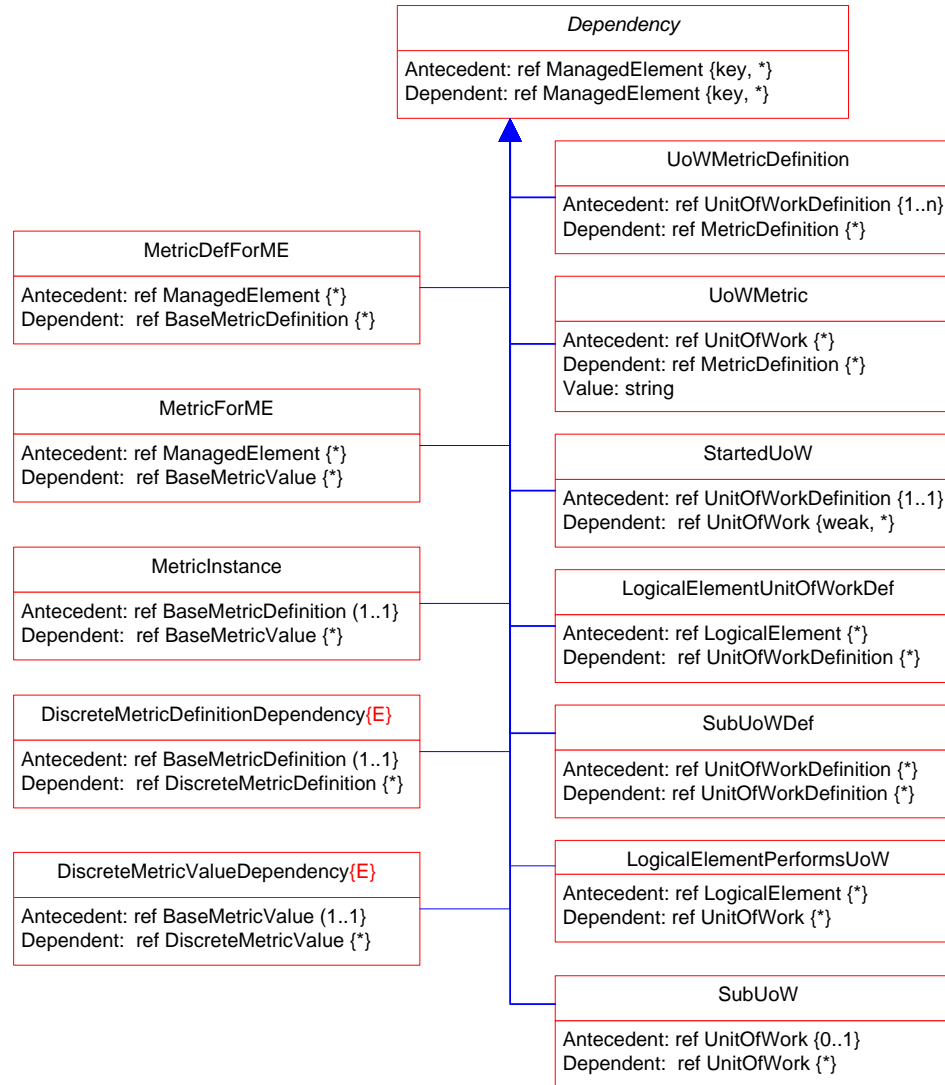 Dependency
Antecedent: ref ManagedElement {key, *}
Dependent: ref ManagedElement {key, *}
UoWMetricDefinition
Antecedent: ref UnitOfWorkDefinition {1..n}
Dependent: ref MetricDefinition {*}
MetricDefForME
Antecedent: ref ManagedElement {*}
Dependent: ref BaseMetricDefinition {*}
UoWMetric
Antecedent: ref UnitOfWork {*}
Dependent: ref MetricDefinition {*}
Value: string
MetricForME
Antecedent: ref ManagedElement {*}
Dependent: ref BaseMetricValue {*}
StartedUoW
Antecedent: ref UnitOfWorkDefinition {1..1}
Dependent: ref UnitOfWork {weak, *}
MetricInstance
Antecedent: ref BaseMetricDefinition (1..1}
Dependent: ref BaseMetricValue {*}
LogicalElementUnitOfWorkDef
Antecedent: ref LogicalElement {*}
Dependent: ref UnitOfWorkDefinition {*}
DiscreteMetricDefinitionDependency{E}
Antecedent: ref BaseMetricDefinition (1..1}
Dependent: ref DiscreteMetricDefinition {*}
SubUoWDef
Antecedent: ref UnitOfWorkDefinition {*}
Dependent: ref UnitOfWorkDefinition {*}
DiscreteMetricValueDependency{E}
Antecedent: ref BaseMetricValue (1..1}
Dependent: ref DiscreteMetricValue {*}
LogicalElementPerformsUoW
Antecedent: ref LogicalElement {*}
Dependent: ref UnitOfWork {*}
SubUoW
Antecedent: ref UnitOfWork {0..1}
Dependent: ref UnitOfWork {*}